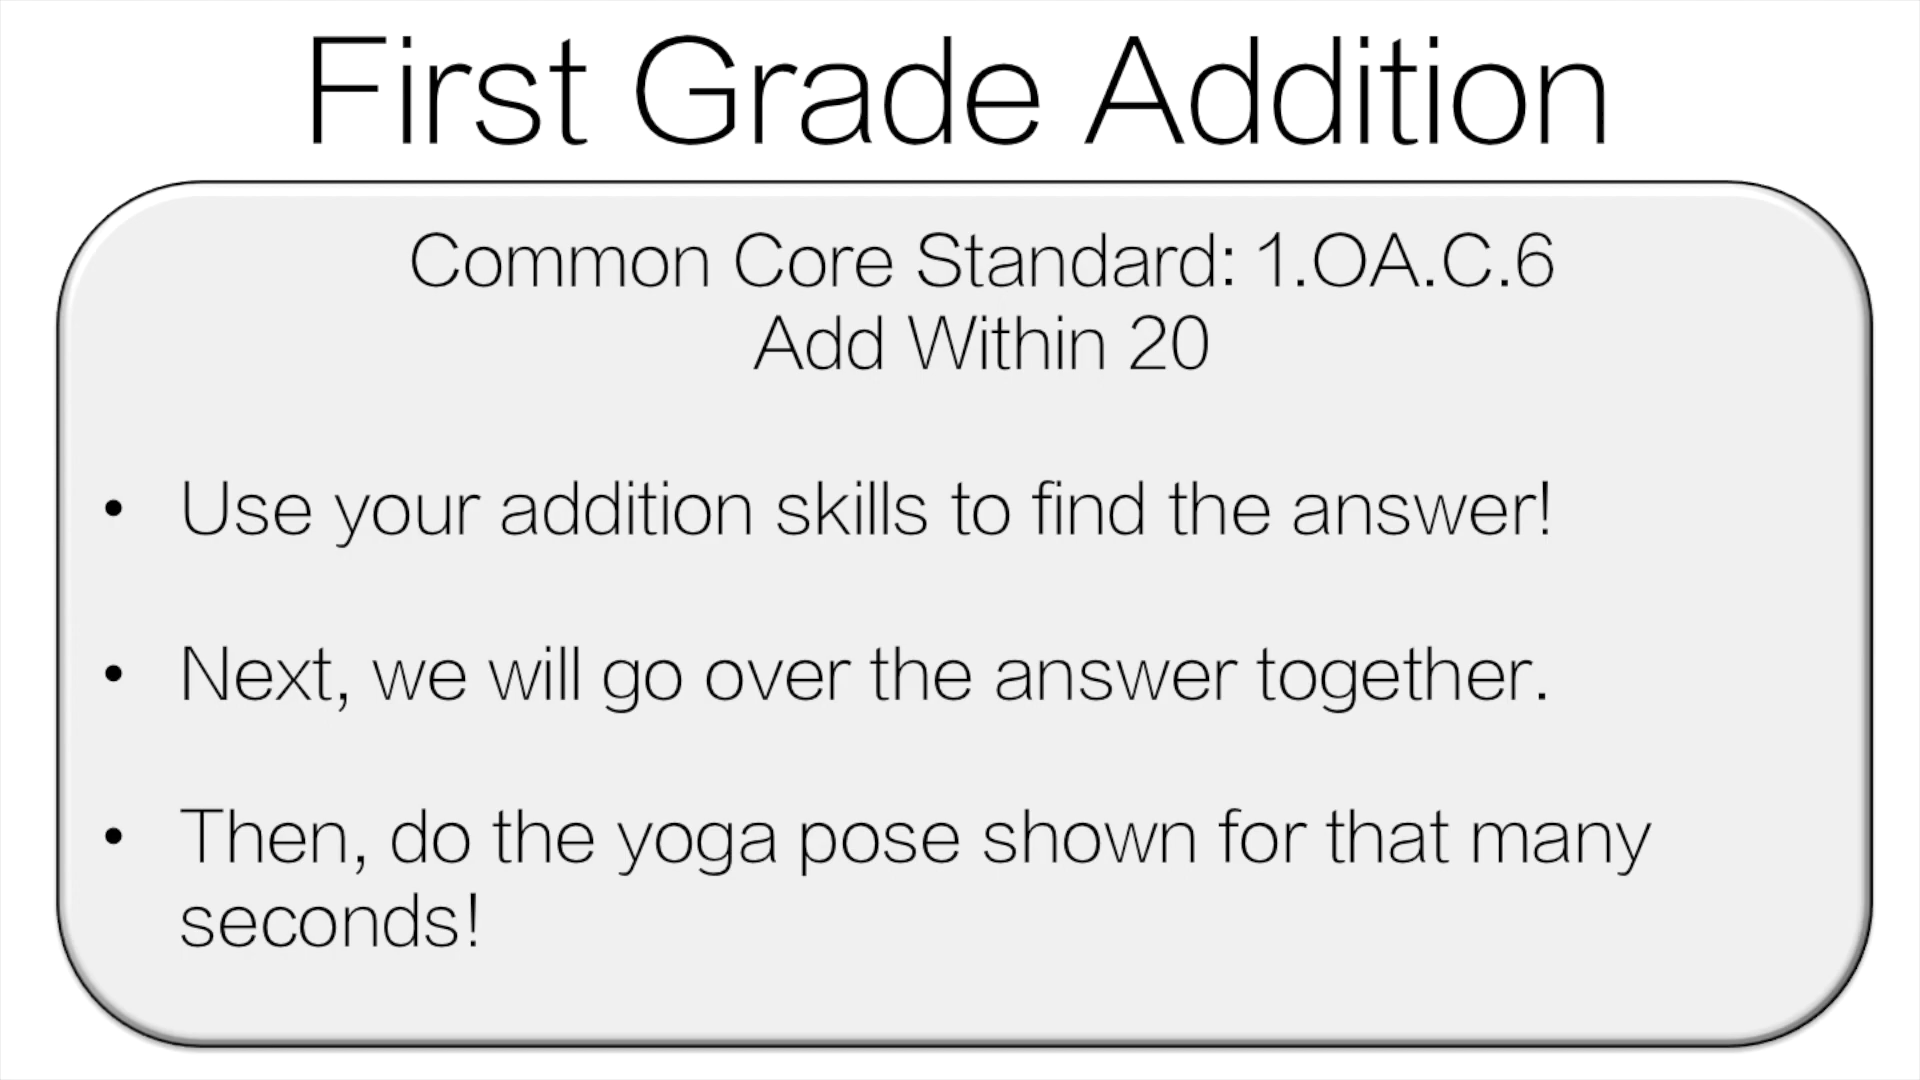 First Grade Addition
Common Core Standard: 1.OA.C.6
Add Within 20
• Use your addition skills to find the answer!
• Next, we will go over the answer together.
• Then, do the yoga pose shown for that many
seconds!